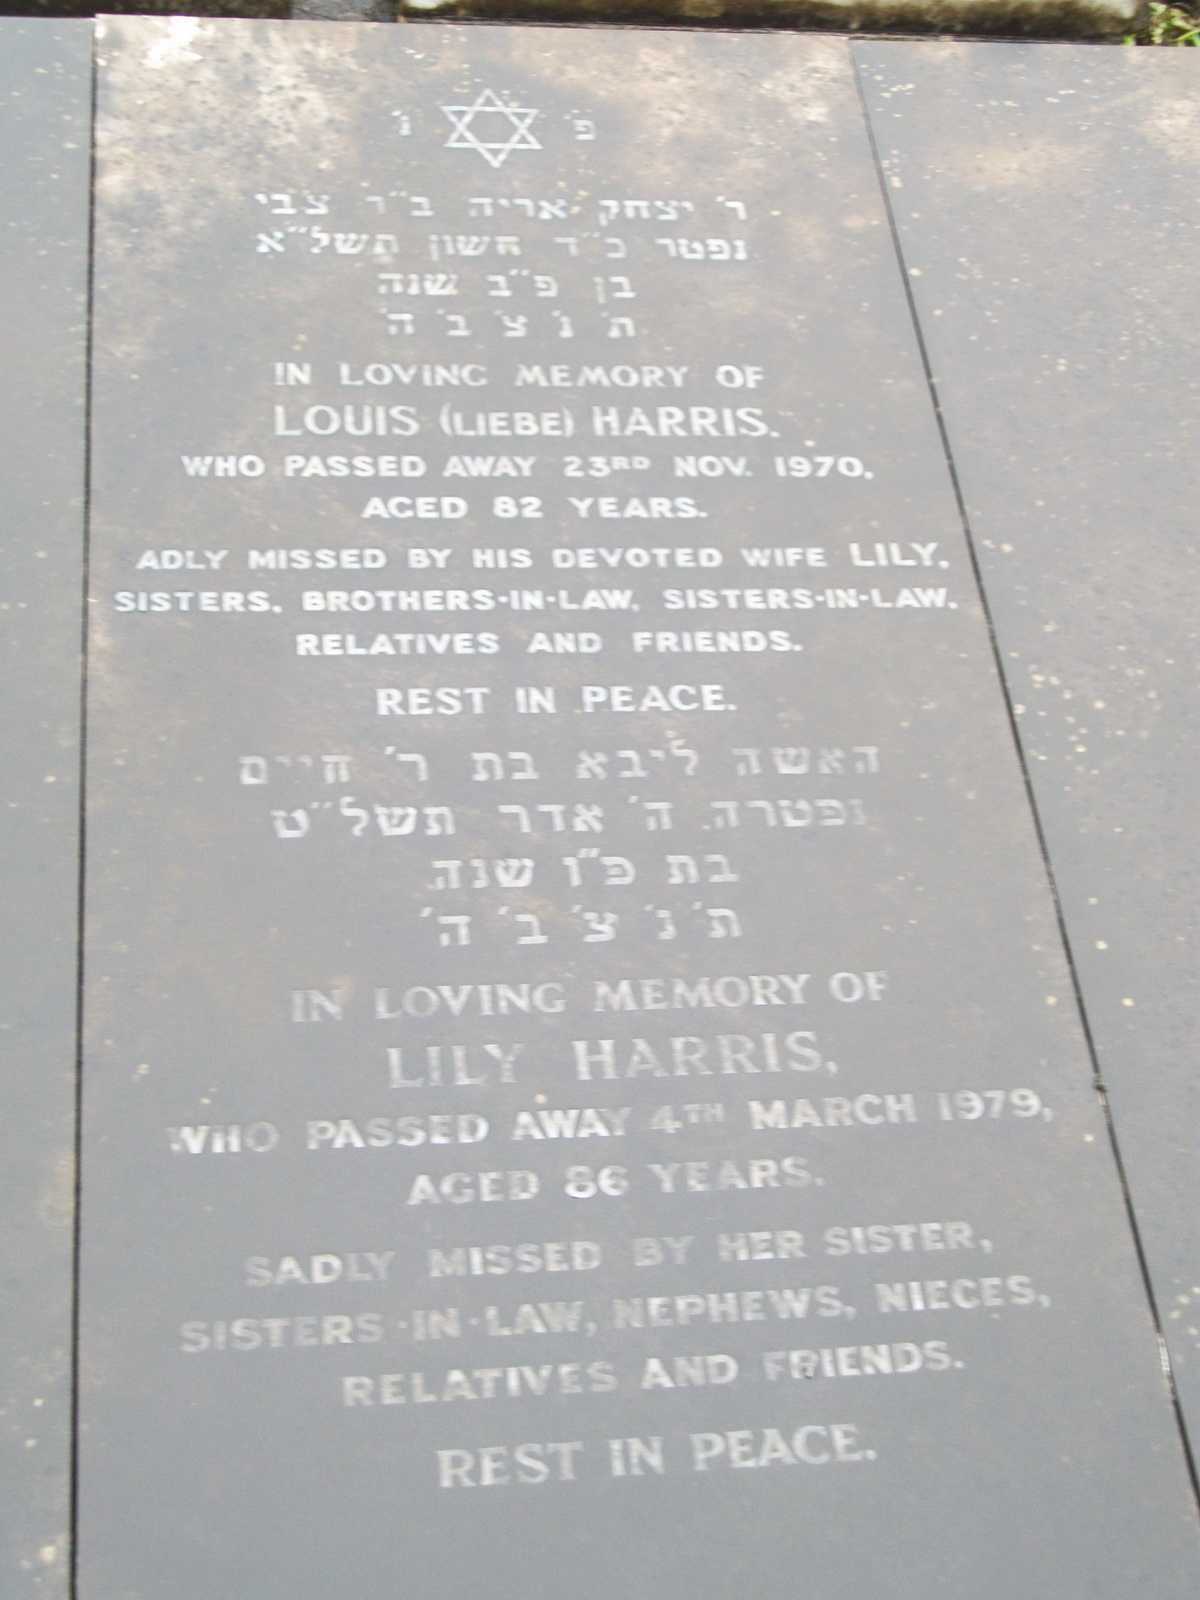 פ' נ'
ר' יצחק אריה ב"ר צבי
נפטר כ"ד חשון תשל"א
בן פ"ב שנה
ת' נ' צ' ב' ה'
IN LOVING MEMORY OF
LOUIS (LIEBE) HARRIS.
WHO PASSED AWAY 23RD NOV. 1970,
AGED 82 YEARS.
ADLY MISSED BY HIS DEVOTED WIFE LILY,
SISTERS, BROTHERS-IN-LAW, SISTERS-IN-LAW,
RELATIVES AND FRIENDS.
REST IN PEACE.
האשה ליבא בת ר' חיים
נפטרה ה' אדר תשל"ט
בת פ"ו שנה
ת' נ' צ' ב' ה'
IN LOVING MEMORY OF
LILY HARRIS,
WHO PASSED AWAY 4TH MARCH 1979,
AGED 86 YEARS.
SADLY MISSED BY HER SISTER,
SISTERS-IN-LAW, NEPHEWS, NIECES,
RELATIVES AND FRIENDS.
REST IN PEACE.